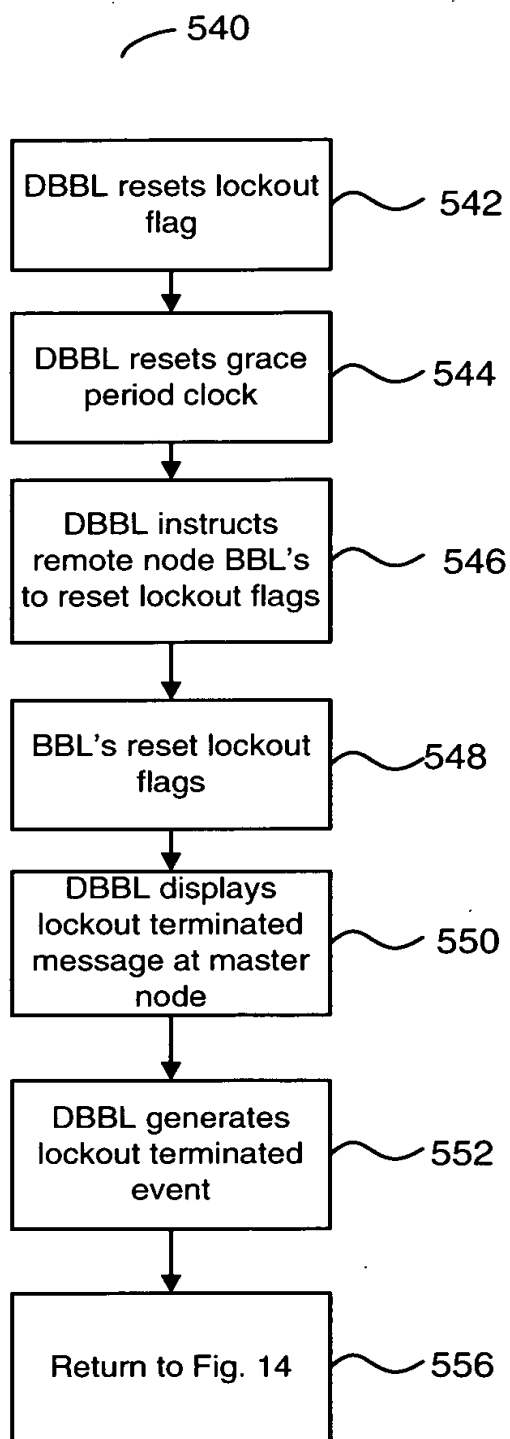 540
DBBL resets lockout
flag
542
DBBL resets grace
period clock
544
DBBL instructs
remote node BBL's
to reset lockout flags
546
BBL's reset lockout
flags
548
DBBL displays
lockout terminated
message at master
node
550
DBBL generates
lockout terminated
event
552
Return to Fig. 14
556